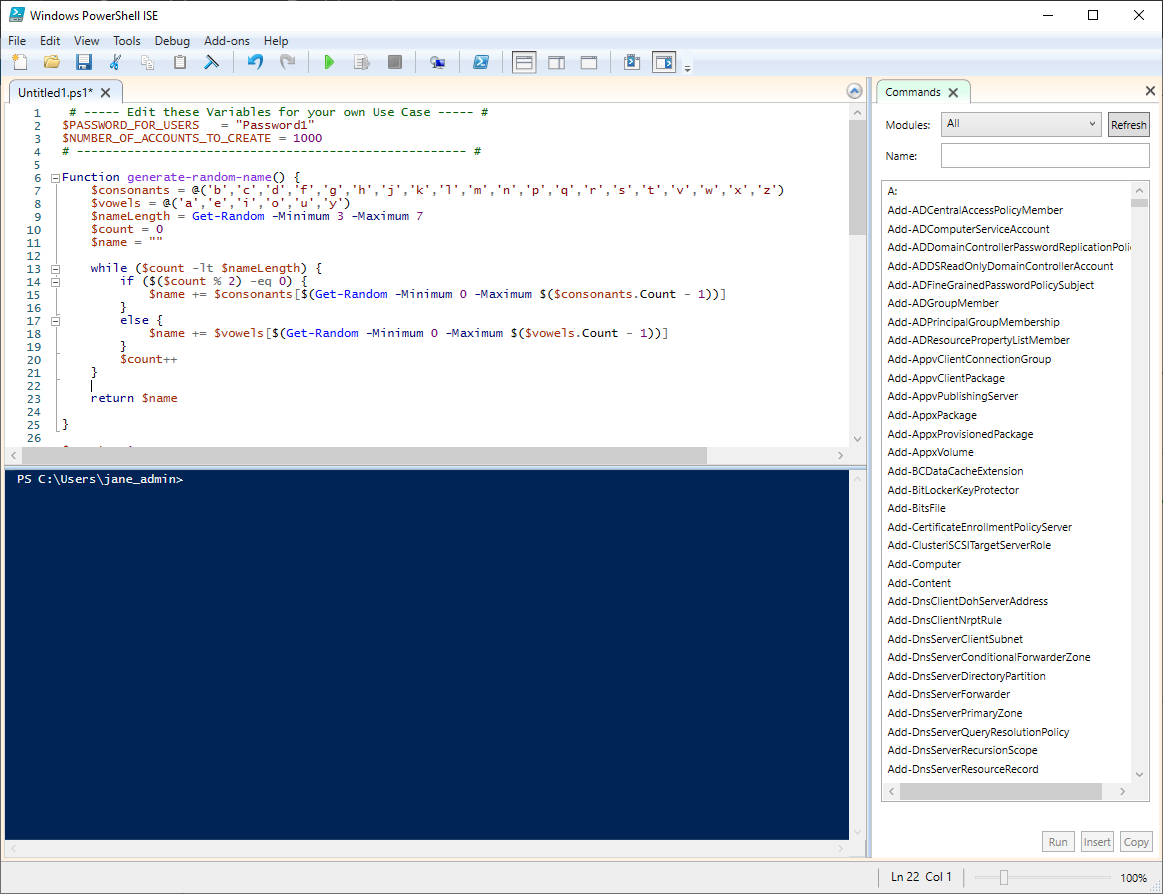 Windows PowerShell ISE
File Edit View Tools Debug Add-ons Help
Untitled1.ps1*
1 # ----- Edit these Variables for your own Use Case ----- #
2 $PASSWORD_FOR_USERS = "Password1"
3 $NUMBER_OF_ACCOUNTS_TO_CREATE = 1000
4 # ------------------------------------------------------ #
5
6 Function generate-random-name() {
7 $consonants = @('b','c','d','f','g','h','j','k','l','m','n','p','q','r','s','t','v','w','x','z')
8 $vowels = @('a','e','i','o','u','y')
9 $nameLength = Get-Random -Minimum 3 -Maximum 7
10 $count = 0
11 $name = ""
12
13 while ($count -lt $nameLength) {
14 if ($($count % 2) -eq 0) {
15 $name += $consonants[$(Get-Random -Minimum 0 -Maximum $($consonants.Count - 1))]
16 }
17 else {
18 $name += $vowels[$(Get-Random -Minimum 0 -Maximum $($vowels.Count - 1))]
19 }
20 $count++
21 }
22
23 return $name
24
25 }
26
PS C:\Users\jane_admin>
Commands
Modules: All Refresh
Name:
A:
Add-ADCentralAccessPolicyMember
Add-ADComputerServiceAccount
Add-ADDomainControllerPasswordReplicationPoli
Add-ADDSReadOnlyDomainControllerAccount
Add-ADFineGrainedPasswordPolicySubject
Add-ADGroupMember
Add-ADPrincipalGroupMembership
Add-ADResourcePropertyListMember
Add-AppvClientConnectionGroup
Add-AppvClientPackage
Add-AppvPublishingServer
Add-AppxPackage
Add-AppxProvisionedPackage
Add-AppxVolume
Add-BCDataCacheExtension
Add-BitLockerKeyProtector
Add-BitsFile
Add-CertificateEnrollmentPolicyServer
Add-ClusteriSCSITargetServerRole
Add-Computer
Add-Content
Add-DnsClientDohServerAddress
Add-DnsClientNrptRule
Add-DnsServerClientSubnet
Add-DnsServerConditionalForwarderZone
Add-DnsServerDirectoryPartition
Add-DnsServerForwarder
Add-DnsServerPrimaryZone
Add-DnsServerQueryResolutionPolicy
Add-DnsServerRecursionScope
Add-DnsServerResourceRecord
Run Insert Copy
Ln 22 Col 1 100%